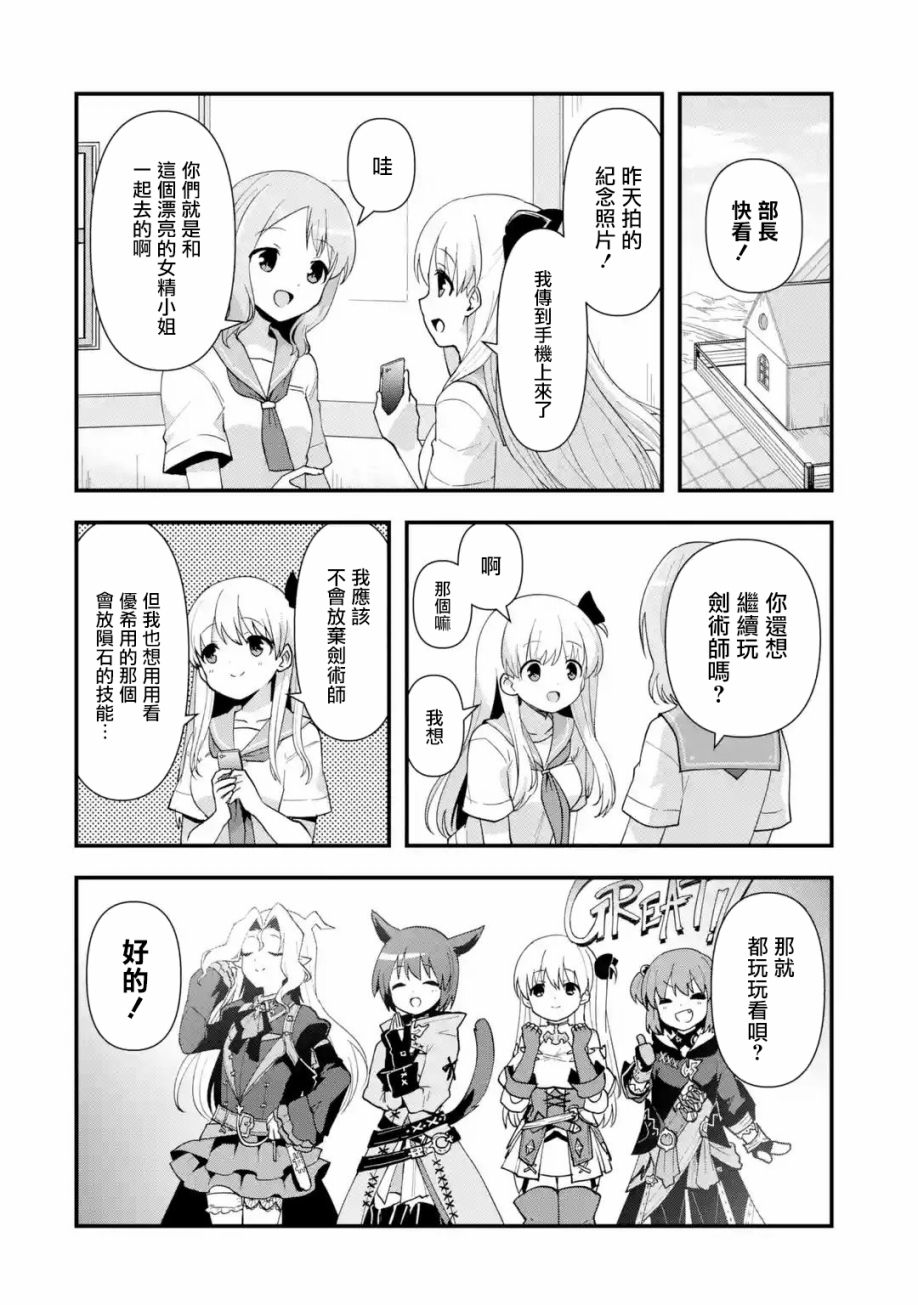 部長
快看！
昨天拍的
紀念照片！
我傳到手機上來了
哇
你們就是和
這個漂亮的女精小姐
一起去的啊
你還想
繼續玩
劍術師嗎？
啊
那個嘛
我想
我應該
不會放棄劍術師
但我也想用用看
優希用的那個
會放隕石的技能…
GREAT!!
那就
都玩玩看唄？
好的！